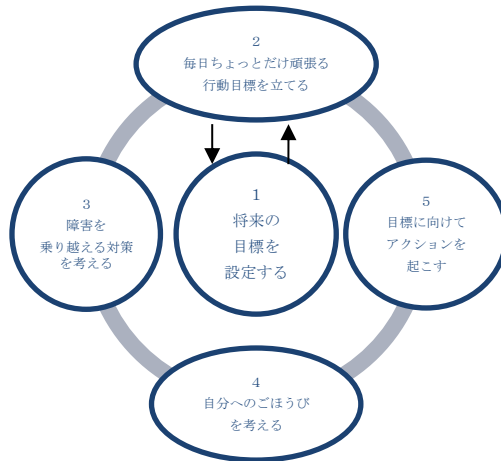 2
毎日ちょっとだけ頑張る
行動目標を立てる
1
将来の
目標を
設定する
3
障害を
乗り越える対策
を考える
5
目標に向けて
アクションを
起こす
4
自分へのごほうび
を考える